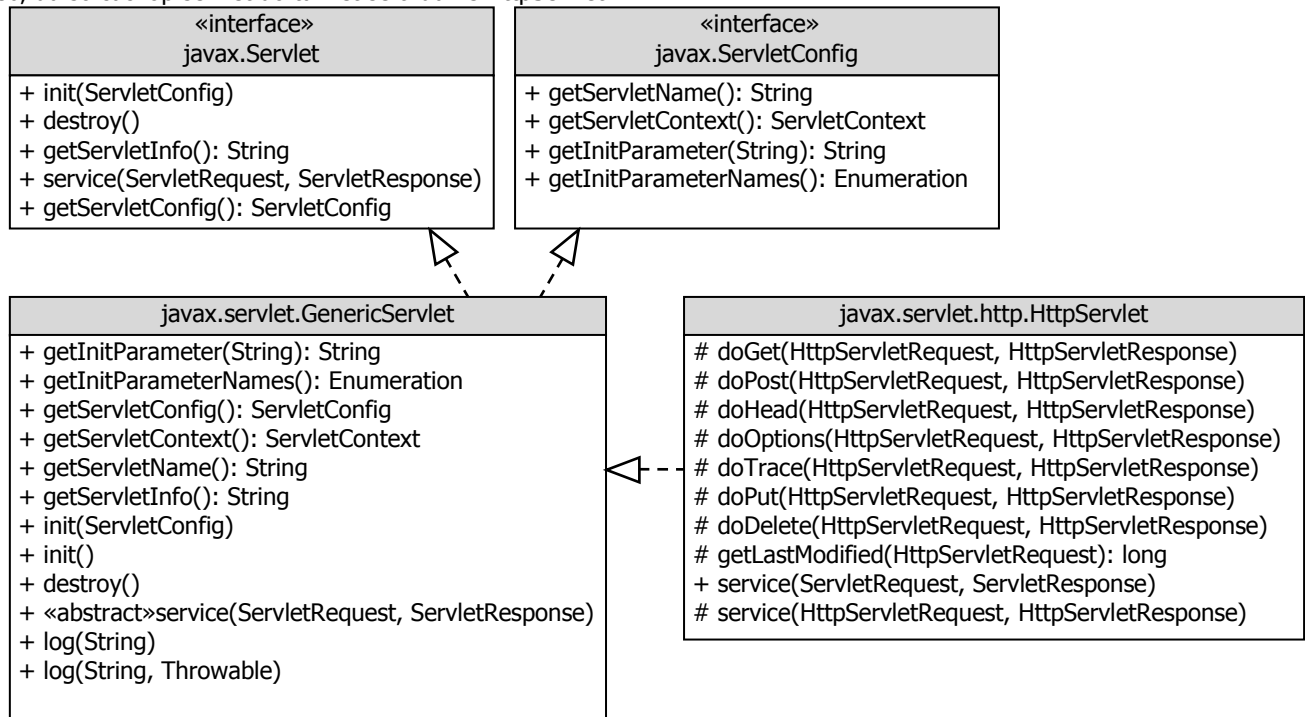 «interface»
javax.Servlet
+ init(ServletConfig)
+ destroy()
+ getServletInfo(): String
+ service(ServletRequest, ServletResponse)
+ getServletConfig(): ServletConfig
«interface»
javax.ServletConfig
+ getServletName(): String
+ getServletContext(): ServletContext
+ getInitParameter(String): String
+ getInitParameterNames(): Enumeration
javax.servlet.GenericServlet
+ getInitParameter(String): String
+ getInitParameterNames(): Enumeration
+ getServletConfig(): ServletConfig
+ getServletContext(): ServletContext
+ getServletName(): String
+ getServletInfo(): String
+ init(ServletConfig)
+ init()
+ destroy()
+ «abstract»service(ServletRequest, ServletResponse)
+ log(String)
+ log(String, Throwable)
javax.servlet.http.HttpServlet
# doGet(HttpServletRequest, HttpServletResponse)
# doPost(HttpServletRequest, HttpServletResponse)
# doHead(HttpServletRequest, HttpServletResponse)
# doOptions(HttpServletRequest, HttpServletResponse)
# doTrace(HttpServletRequest, HttpServletResponse)
# doPut(HttpServletRequest, HttpServletResponse)
# doDelete(HttpServletRequest, HttpServletResponse)
# getLastModified(HttpServletRequest): long
+ service(ServletRequest, ServletResponse)
# service(HttpServletRequest, HttpServletResponse)